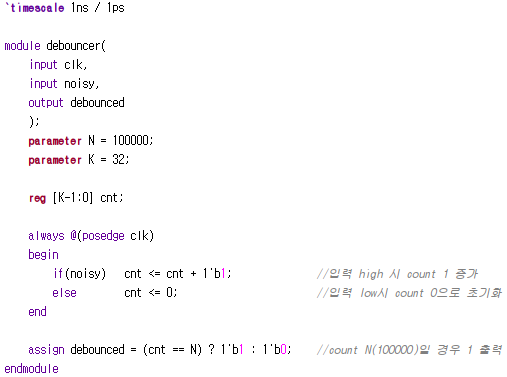 `timescale 1ns / 1ps
module debouncer(
input clk,
input noisy,
output debounced
);
parameter N = 100000;
parameter K = 32;
reg [K-1:0] cnt;
always @(posedge clk)
begin
if(noisy) cnt <= cnt + 1'b1; //입력 high 시 count 1 증가
else cnt <= 0; //입력 low시 count 0으로 초기화
end
assign debounced = (cnt == N) ? 1'b1 : 1'b0; //count N(100000)일 경우 1 출력
endmodule